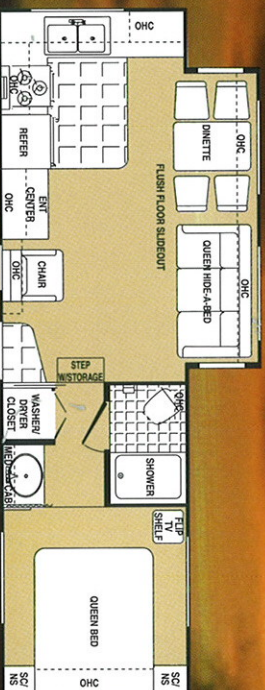 OHC
OHC
REFER
ENT
CENTER
OHC
OHC
CHAIR
DINETTE
OHC
FLUSH FLOOR SLIDEOUT
QUEEN HIDE-A-BED
OHC
STEP
W/STORAGE
WASHER/
DRYER
CLOSET
MED CAB
OHC
SHOWER
FLIP
TV
SHELF
QUEEN BED
SC/
NS
OHC
SC/
NS